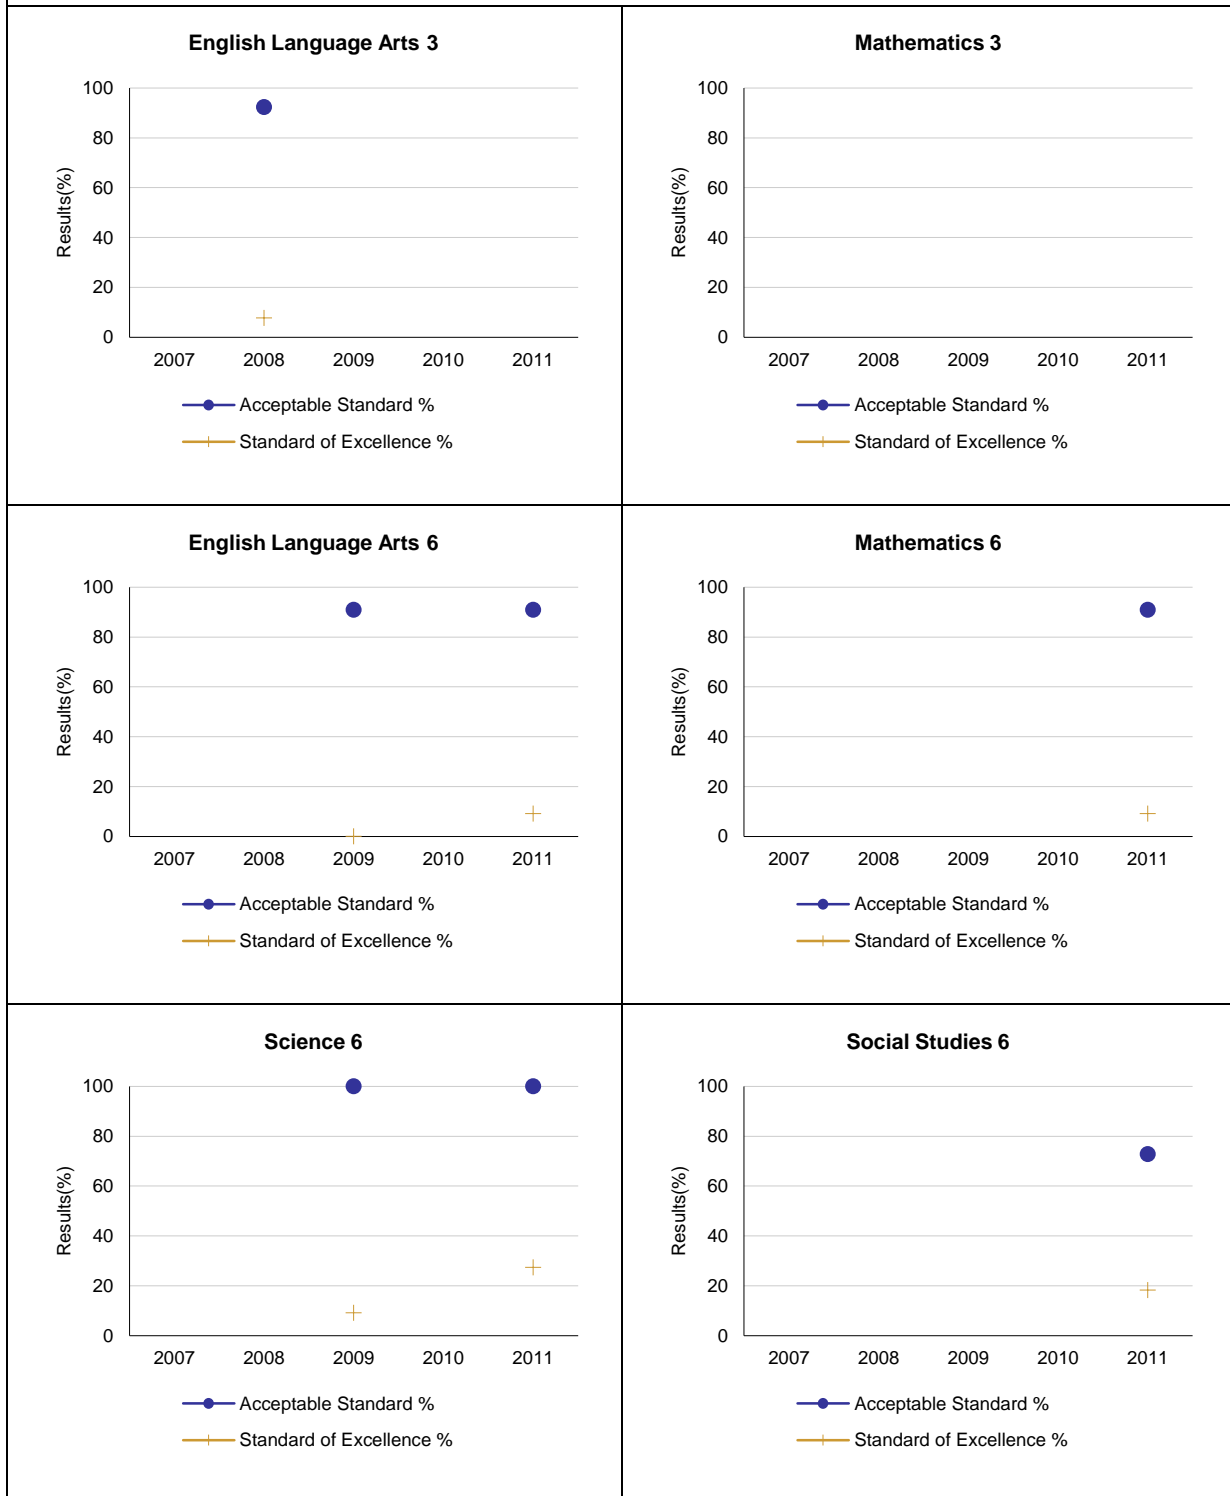 English Language Arts 3
100
80
60
40
20
0
Results(%)
2007 2008 2009 2010 2011
Acceptable Standard %
Standard of Excellence %
Mathematics 3
100
80
60
40
20
0
Results(%)
2007 2008 2009 2010 2011
Acceptable Standard %
Standard of Excellence %
English Language Arts 6
100
80
60
40
20
0
Results(%)
2007 2008 2009 2010 2011
Acceptable Standard %
Standard of Excellence %
Mathematics 6
100
80
60
40
20
0
Results(%)
2007 2008 2009 2010 2011
Acceptable Standard %
Standard of Excellence %
Science 6
100
80
60
40
20
0
Results(%)
2007 2008 2009 2010 2011
Acceptable Standard %
Standard of Excellence %
Social Studies 6
100
80
60
40
20
0
Results(%)
2007 2008 2009 2010 2011
Acceptable Standard %
Standard of Excellence %